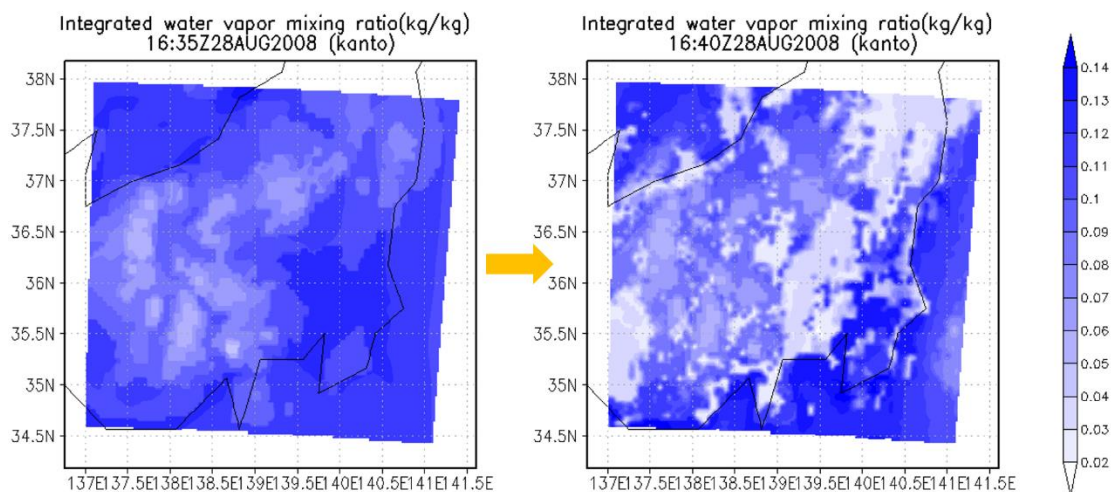 Integrated water vapor mixing ratio(kg/kg)
16:35Z28AUG2008 (kanto)
38N
37.5N
37N
36.5N
36N
35.5N
35N
34.5N
137E137.5E138E138.5E139E139.5E140E140.5E141E141.5E
Integrated water vapor mixing ratio(kg/kg)
16:40Z28AUG2008 (kanto)
38N
37.5N
37N
36.5N
36N
35.5N
35N
34.5N
137E137.5E138E138.5E139E139.5E140E140.5E141E141.5E
0.14
0.13
0.12
0.11
0.1
0.09
0.08
0.07
0.06
0.05
0.04
0.03
0.02